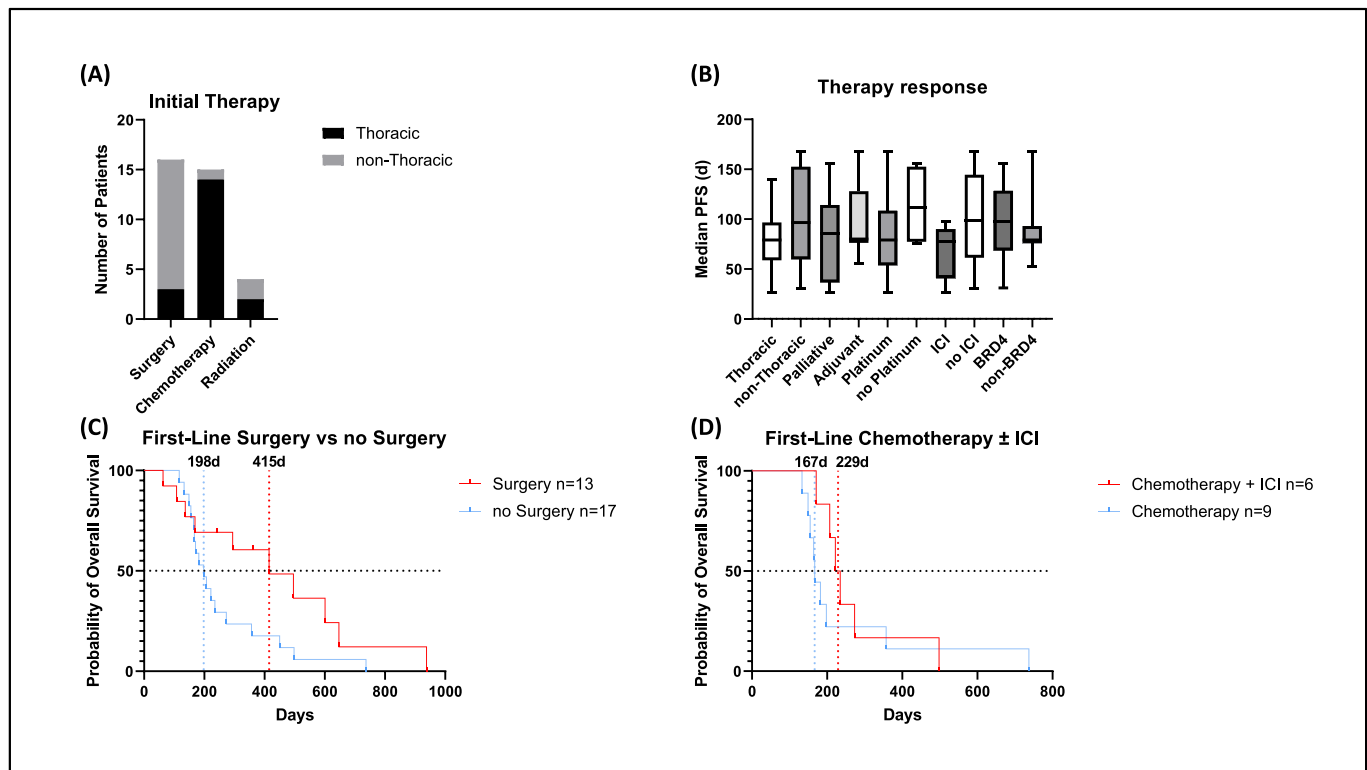 (A)
Initial Therapy
Number of Patients
20
15
10
5
0
Surgery
Chemotherapy
Radiation
Thoracic
non-Thoracic
(B)
Therapy response
Median PFS (d)
200
150
100
50
0
Thoracic
non-Thoracic
Palliative
Adjuvant
Platinum
no Platinum
ICI
no ICI
BRD4
non-BRD4
(C)
First-Line Surgery vs no Surgery
198d
415d
Probability of Overall Survival
100
50
0
0
200
400
600
800
1000
Days
Surgery n=13
no Surgery n=17
(D)
First-Line Chemotherapy ± ICI
167d
229d
Probability of Overall Survival
100
50
0
0
200
400
600
800
Days
Chemotherapy + ICI n=6
Chemotherapy n=9